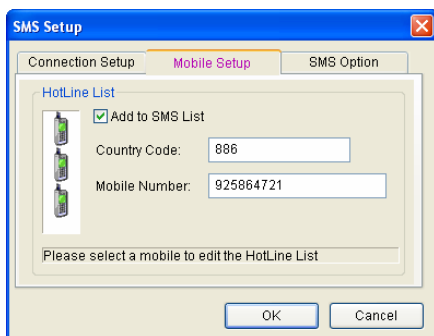 SMS Setup
Connection Setup
Mobile Setup
SMS Option
HotLine List
Add to SMS List
Country Code:
886
Mobile Number:
925864721
Please select a mobile to edit the HotLine List
OK
Cancel